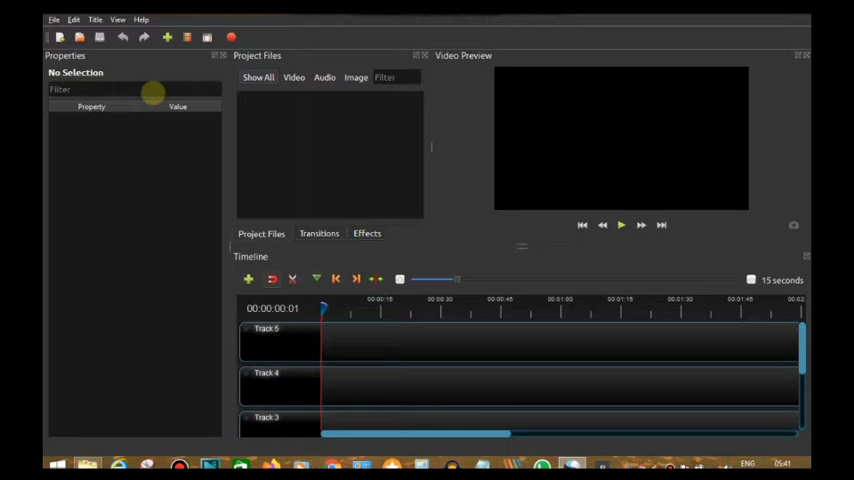 File Edit Title View Help
Properties
Project Files
Video Preview
No Selection
Filter
Property Value
Show All Video Audio Image Filter
Project Files Transitions Effects
Timeline
15 seconds
00:00:00:01
00:00:15 00:00:30 00:00:45 00:01:00 00:01:15 00:01:30 00:01:45 00:02
Track 5
Track 4
Track 3
ENG 05:41